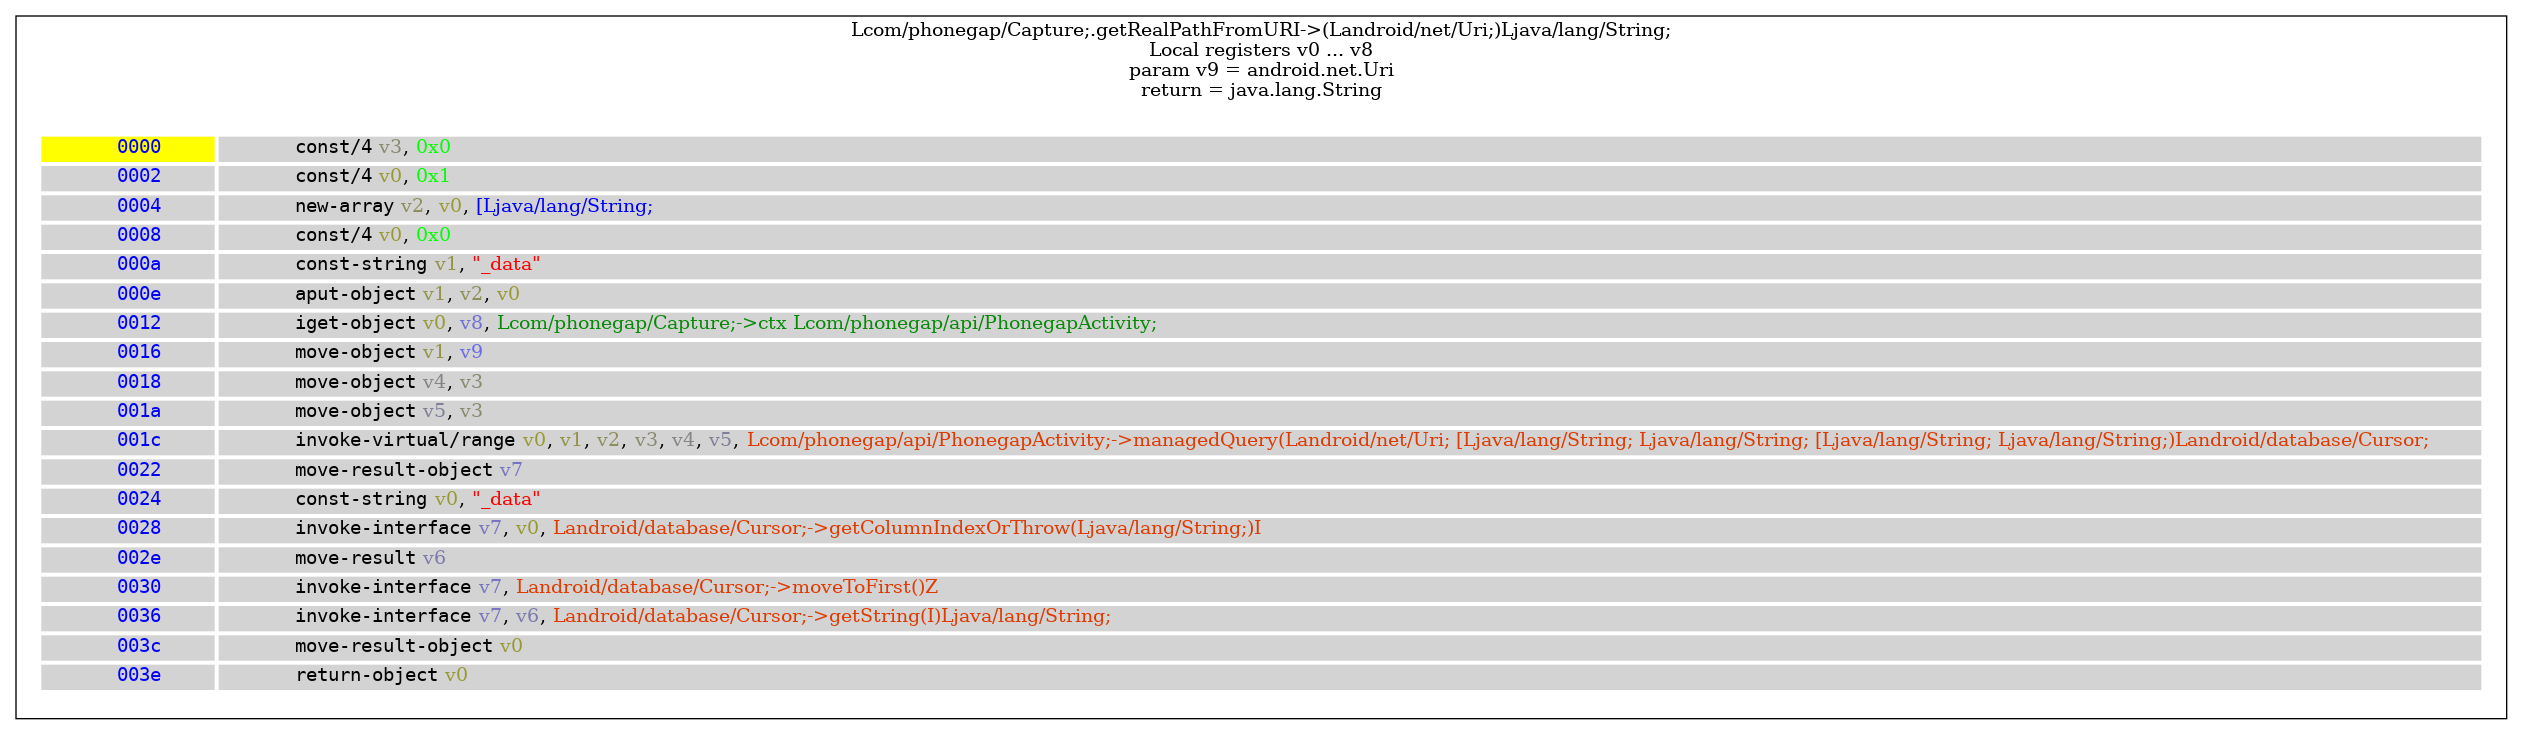 Lcom/phonegap/Capture;.getRealPathFromURI->(Landroid/net/Uri;)Ljava/lang/String;
Local registers v0 ... v8
param v9 = android.net.Uri
return = java.lang.String
0000 const/4 v3, 0x0
0002 const/4 v0, 0x1
0004 new-array v2, v0, [Ljava/lang/String;
0008 const/4 v0, 0x0
000a const-string v1, "_data"
000e aput-object v1, v2, v0
0012 iget-object v0, v8, Lcom/phonegap/Capture;->ctx Lcom/phonegap/api/PhonegapActivity;
0016 move-object v1, v9
0018 move-object v4, v3
001a move-object v5, v3
001c invoke-virtual/range v0, v1, v2, v3, v4, v5, Lcom/phonegap/api/PhonegapActivity;->managedQuery(Landroid/net/Uri; [Ljava/lang/String; Ljava/lang/String; [Ljava/lang/String; Ljava/lang/String;)Landroid/database/Cursor;
0022 move-result-object v7
0024 const-string v0, "_data"
0028 invoke-interface v7, v0, Landroid/database/Cursor;->getColumnIndexOrThrow(Ljava/lang/String;)I
002e move-result v6
0030 invoke-interface v7, Landroid/database/Cursor;->moveToFirst()Z
0036 invoke-interface v7, v6, Landroid/database/Cursor;->getString(I)Ljava/lang/String;
003c move-result-object v0
003e return-object v0